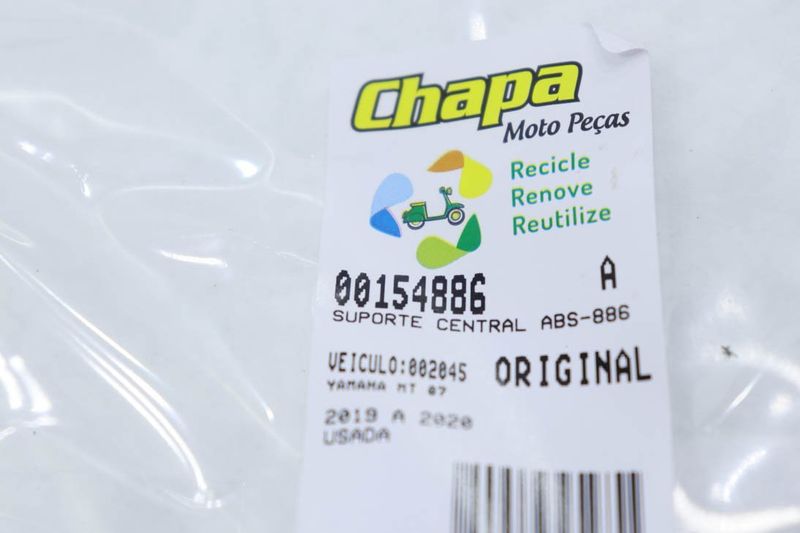 Chapa
Moto Peças
Recicle
Renove
Reutilize
00154886 A
SUPORTE CENTRAL ABS-886
VEICULO:002045 ORIGINAL
YAMAHA MT 07
2019 A 2020
USADA